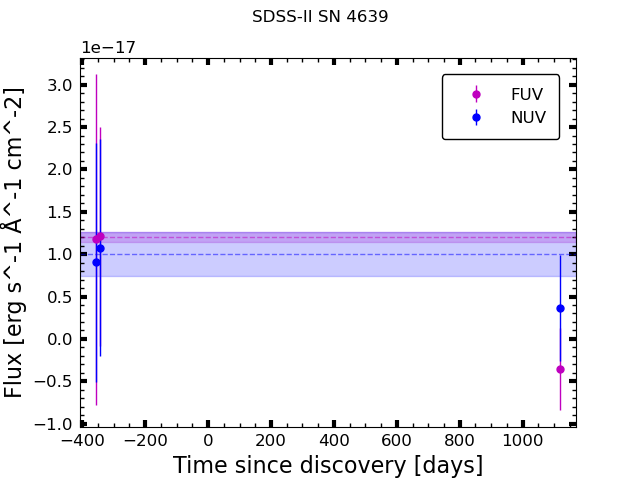 SDSS-II SN 4639
1e−17
3.0
2.5
2.0
1.5
1.0
0.5
0.0
−0.5
−1.0
Flux [erg s^-1 Å^-1 cm^-2]
FUV
NUV
−400 −200 0 200 400 600 800 1000
Time since discovery [days]